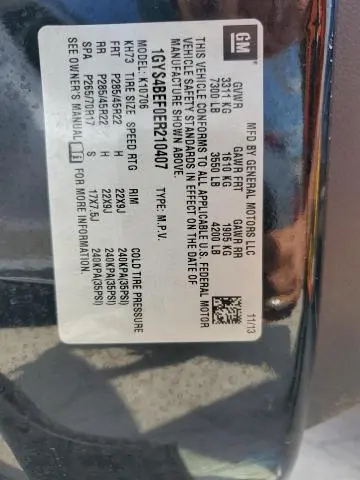 GM
MFD BY GENERAL MOTORS LLC 11/13
GVWR GAWR FRT GAWR RR
3311 KG 1610 KG 1905 KG
7300 LB 3550 LB 4200 LB
THIS VEHICLE CONFORMS TO ALL APPLICABLE U.S. FEDERAL MOTOR
VEHICLE SAFETY STANDARDS IN EFFECT ON THE DATE OF
MANUFACTURE SHOWN ABOVE.
1GYS4BEF0ER210407 TYPE: M.P.V.
MODEL: K10706
KH73 TIRE SIZE SPEED RTG RIM COLD TIRE PRESSURE
FRT P285/45R22 H 22X9J 240KPA(35PSI)
RR P285/45R22 H 22X9J 240KPA(35PSI)
SPA P265/70R17 S 17X7.5J 240KPA(35PSI)
SEE OWNER'S MANUAL FOR MORE INFORMATION.